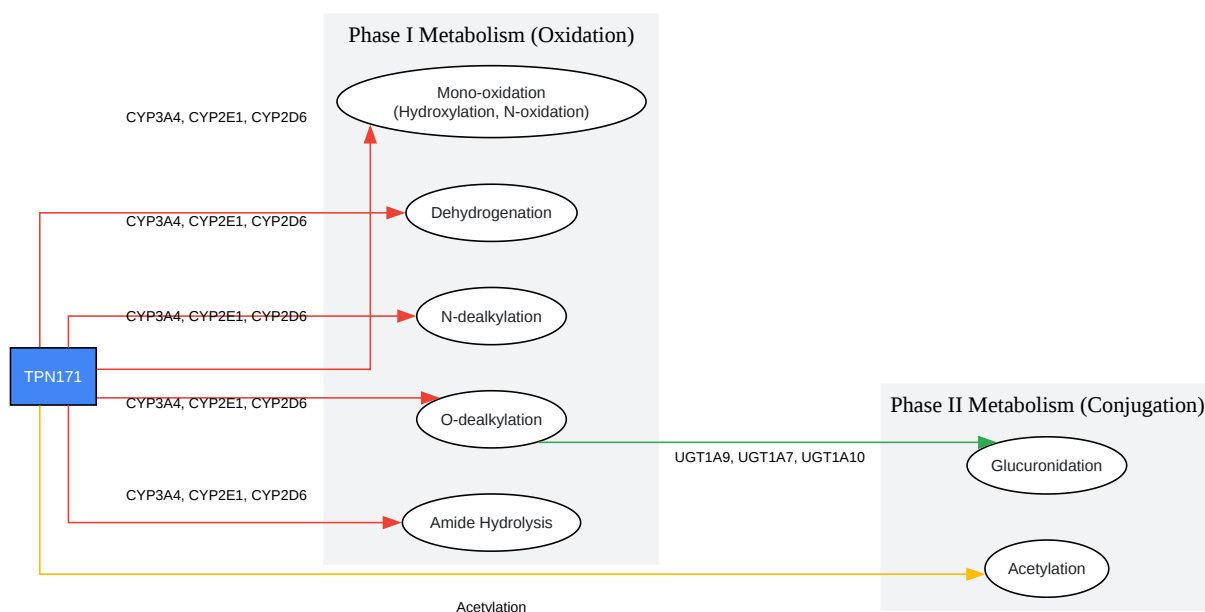 Phase I Metabolism (Oxidation)
Mono-oxidation
(Hydroxylation, N-oxidation)
CYP3A4, CYP2E1, CYP2D6
Dehydrogenation
CYP3A4, CYP2E1, CYP2D6
CYP3A4, CYP2E1, CYP2D6
N-dealkylation
TPN171
CYP3A4, CYP2E1, CYP2D6
O-dealkylation
Phase II Metabolism (Conjugation)
UGT1A9, UGT1A7, UGT1A10
Glucuronidation
CYP3A4, CYP2E1, CYP2D6
Amide Hydrolysis
Acetylation
Acetylation